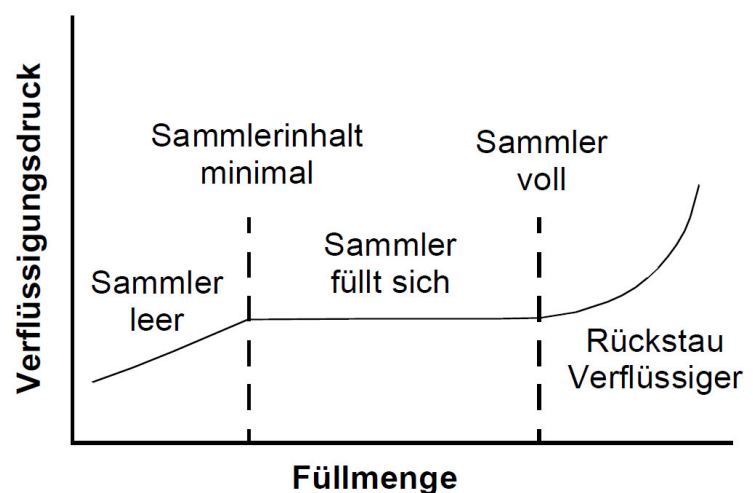 Verflüssigungsdruck
Sammlerinhalt
minimal
Sammler
voll
Sammler
füllt sich
Sammler
leer
Rückstau
Verflüssiger
Füllmenge